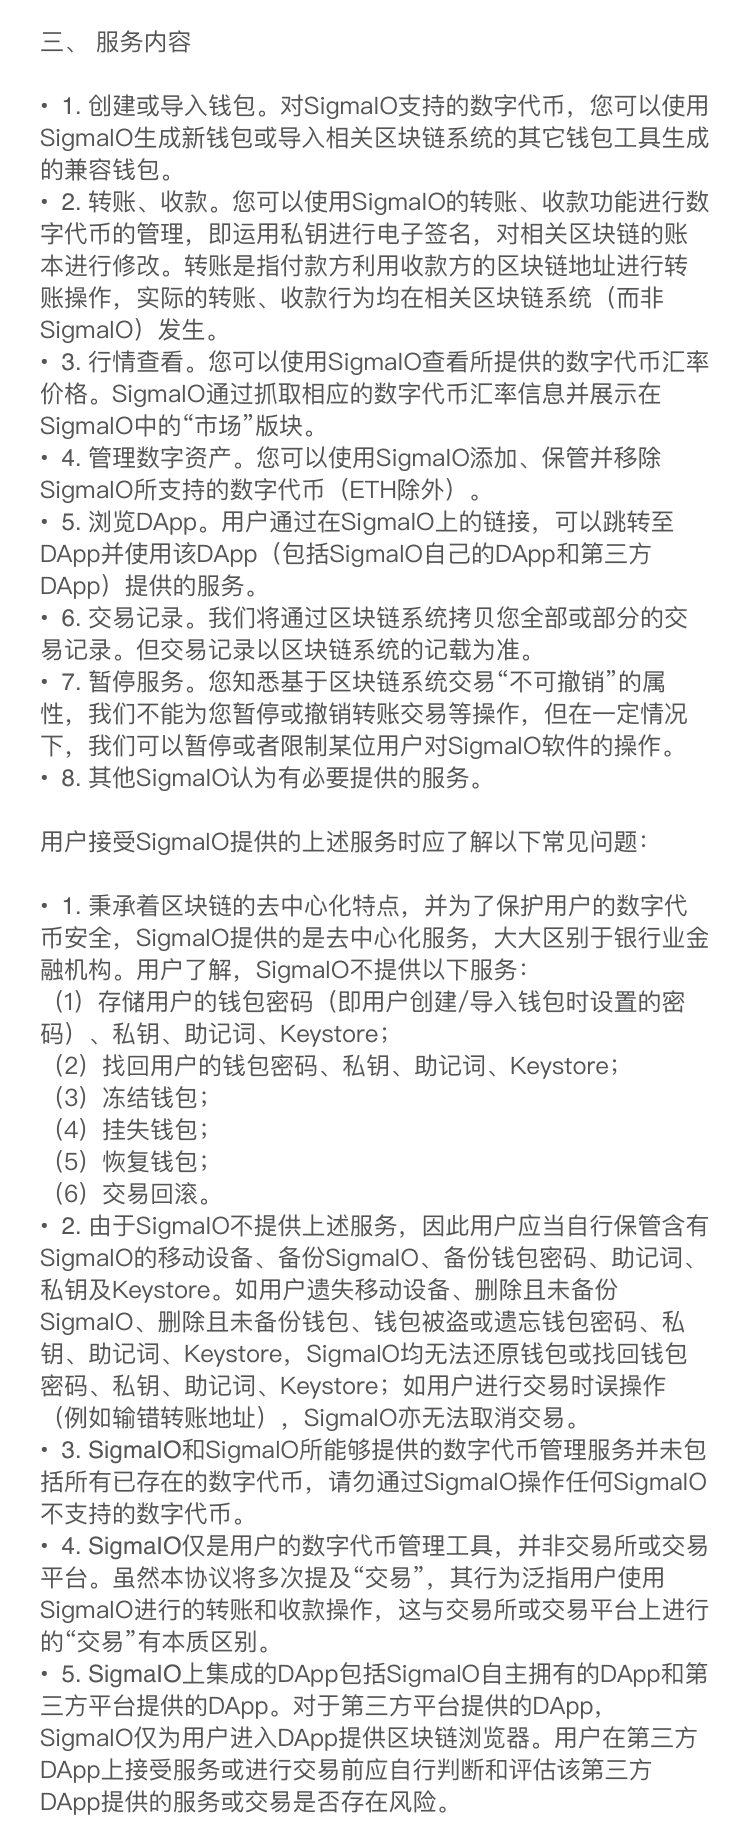 三、 服务内容
• 1. 创建或导入钱包。对SigmaIO支持的数字代币，您可以使用
SigmaIO生成新钱包或导入相关区块链系统的其它钱包工具生成
的兼容钱包。
• 2. 转账、收款。您可以使用SigmaIO的转账、收款功能进行数
字代币的管理，即运用私钥进行电子签名，对相关区块链的账
本进行修改。转账是指付款方利用收款方的区块链地址进行转
账操作，实际的转账、收款行为均在相关区块链系统（而非
SigmaIO）发生。
• 3. 行情查看。您可以使用SigmaIO查看所提供的数字代币汇率
价格。SigmaIO通过抓取相应的数字代币汇率信息并展示在
SigmaIO中的“市场”版块。
• 4. 管理数字资产。您可以使用SigmaIO添加、保管并移除
SigmaIO所支持的数字代币（ETH除外）。
• 5. 浏览DApp。用户通过在SigmaIO上的链接，可以跳转至
DApp并使用该DApp（包括SigmaIO自己的DApp和第三方
DApp）提供的服务。
• 6. 交易记录。我们将通过区块链系统拷贝您全部或部分的交
易记录。但交易记录以区块链系统的记载为准。
• 7. 暂停服务。您知悉基于区块链系统交易“不可撤销”的属
性，我们不能为您暂停或撤销转账交易等操作，但在一定情况
下，我们可以暂停或者限制某位用户对SigmaIO软件的操作。
• 8. 其他SigmaIO认为有必要提供的服务。
用户接受SigmaIO提供的上述服务时应了解以下常见问题：
• 1. 秉承着区块链的去中心化特点，并为了保护用户的数字代
币安全，SigmaIO提供的是去中心化服务，大大区别于银行业金
融机构。用户了解，SigmaIO不提供以下服务：
（1）存储用户的钱包密码（即用户创建/导入钱包时设置的密
码）、私钥、助记词、Keystore；
（2）找回用户的钱包密码、私钥、助记词、Keystore；
（3）冻结钱包；
（4）挂失钱包；
（5）恢复钱包；
（6）交易回滚。
• 2. 由于SigmaIO不提供上述服务，因此用户应当自行保管含有
SigmaIO的移动设备、备份SigmaIO、备份钱包密码、助记词、
私钥及Keystore。如用户遗失移动设备、删除且未备份
SigmaIO、删除且未备份钱包、钱包被盗或遗忘钱包密码、私
钥、助记词、Keystore，SigmaIO均无法还原钱包或找回钱包
密码、私钥、助记词、Keystore；如用户进行交易时误操作
（例如输错转账地址），SigmaIO亦无法取消交易。
• 3. SigmaIO和SigmaIO所能够提供的数字代币管理服务并未包
括所有已存在的数字代币，请勿通过SigmaIO操作任何SigmaIO
不支持的数字代币。
• 4. SigmaIO仅是用户的数字代币管理工具，并非交易所或交易
平台。虽然本协议将多次提及“交易”，其行为泛指用户使用
SigmaIO进行的转账和收款操作，这与交易所或交易平台上进行
的“交易”有本质区别。
• 5. SigmaIO上集成的DApp包括SigmaIO自主拥有的DApp和第
三方平台提供的DApp。对于第三方平台提供的DApp，
SigmaIO仅为用户进入DApp提供区块链浏览器。用户在第三方
DApp上接受服务或进行交易前应自行判断和评估该第三方
DApp提供的服务或交易是否存在风险。